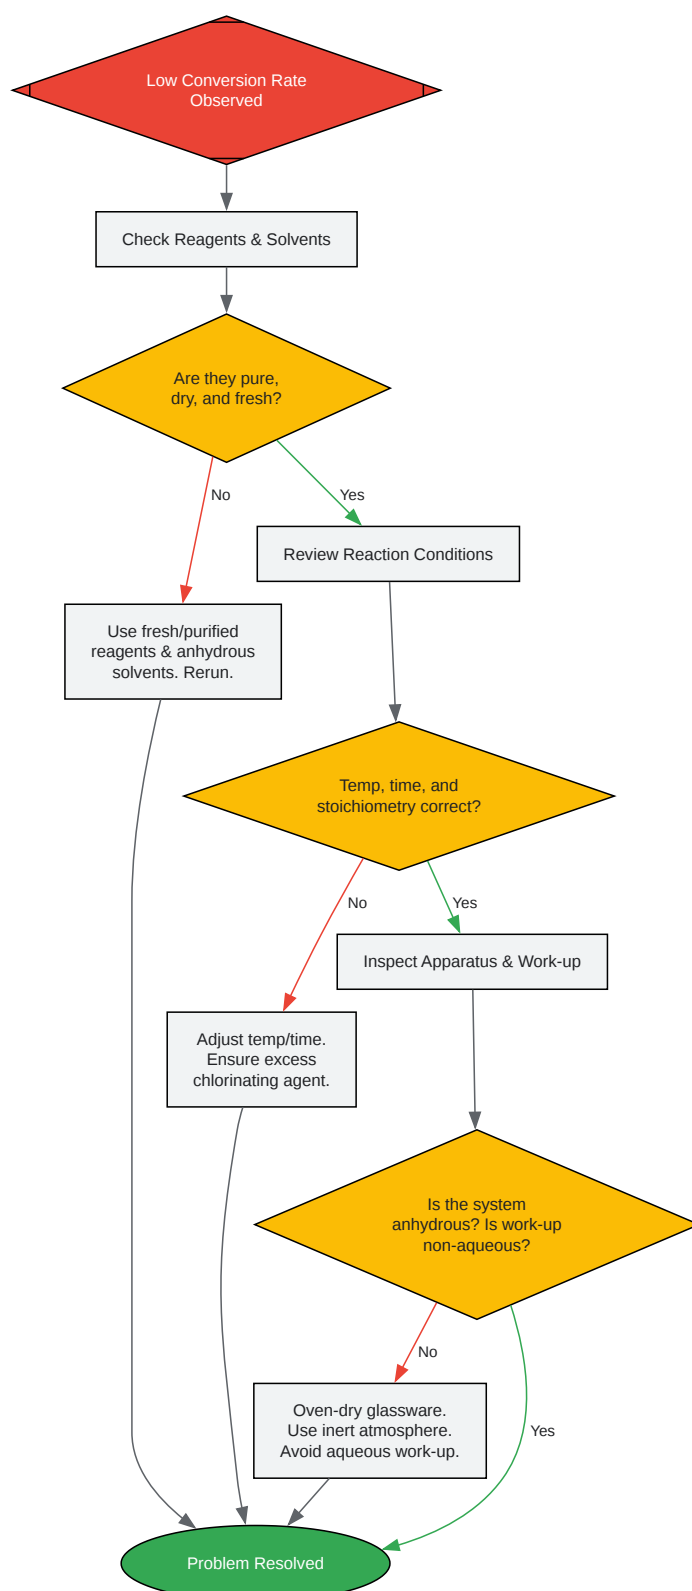 Low Conversion Rate
Observed
Check Reagents & Solvents
Are they pure,
dry, and fresh?
No
Yes
Review Reaction Conditions
Use fresh/purified
reagents & anhydrous
solvents. Rerun.
Temp, time, and
stoichiometry correct?
No
Yes
Inspect Apparatus & Work-up
Adjust temp/time.
Ensure excess
chlorinating agent.
Is the system
anhydrous? Is work-up
non-aqueous?
No
Yes
Oven-dry glassware.
Use inert atmosphere.
Avoid aqueous work-up.
Problem Resolved